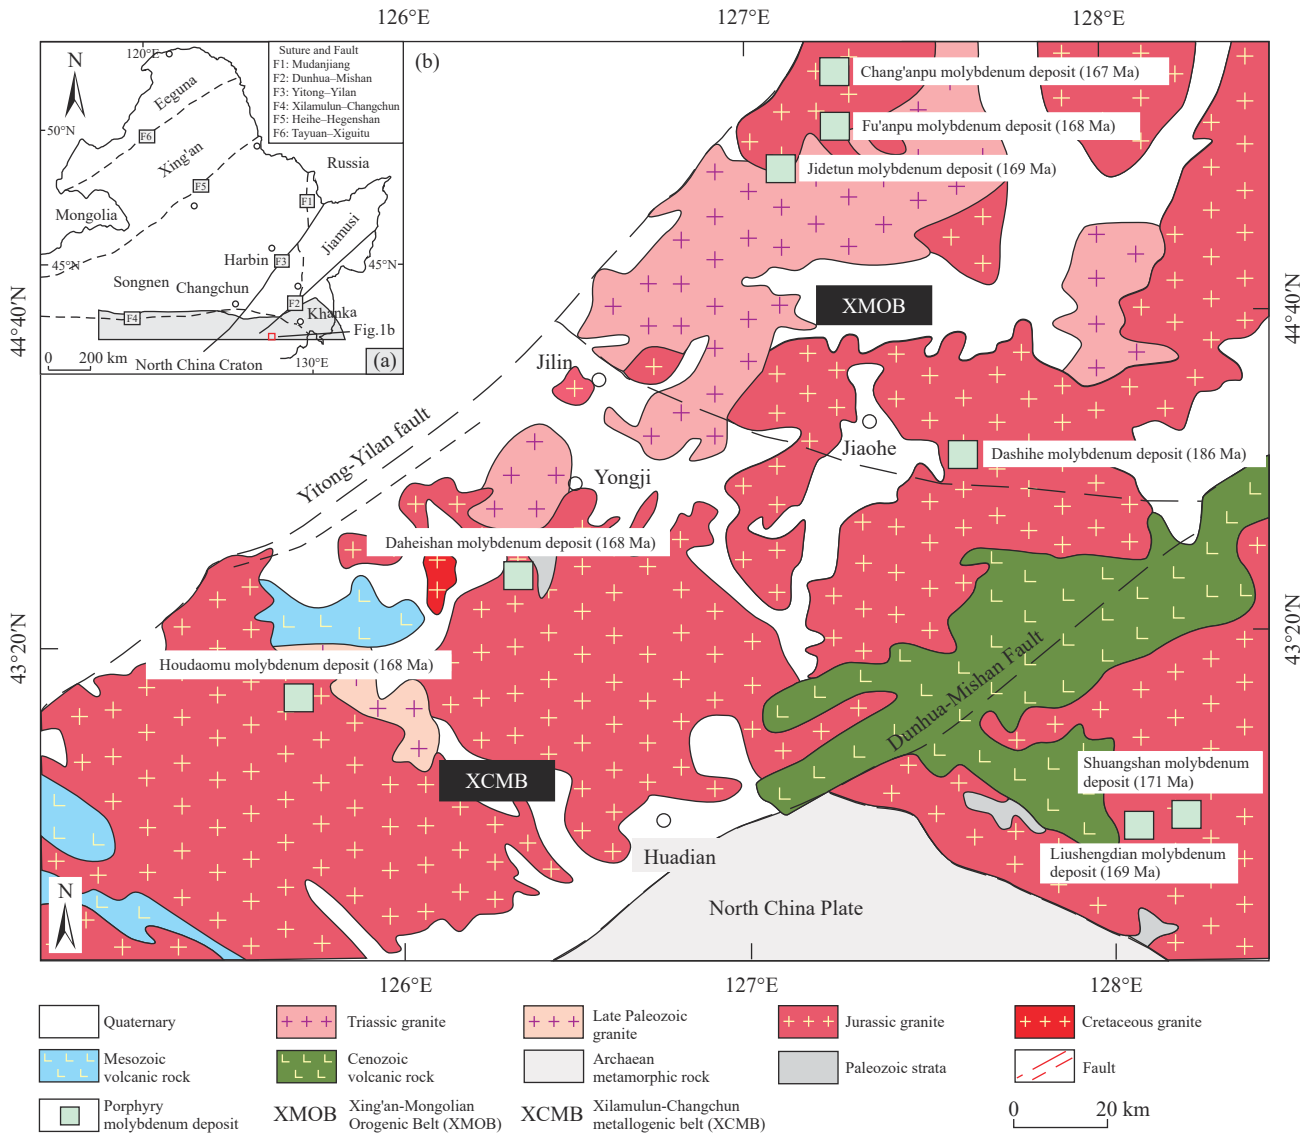 126°E
127°E
128°E
N
120°E
50°N
45°N
45°N
130°E
Suture and Fault
F1: Mudanjiang
F2: Dunhua–Mishan
F3: Yitong–Yilan
F4: Xilamulun–Changchun
F5: Heihe–Hegenshan
F6: Tayuan–Xiguitu
Eeguna
F6
Xing'an
F5
Russia
F1
Mongolia
Jiamusi
Harbin
F3
Songnen
Changchun
F2
Khanka
F4
Fig.1b
0 200 km
North China Craton
(a)
(b)
Chang'anpu molybdenum deposit (167 Ma)
Fu'anpu molybdenum deposit (168 Ma)
Jidetun molybdenum deposit (169 Ma)
44°40'N
44°40'N
XMOB
Jilin
Yitong-Yilan fault
Jiaohe
Dashihe molybdenum deposit (186 Ma)
Yongji
Daheishan molybdenum deposit (168 Ma)
43°20'N
43°20'N
Houdaomu molybdenum deposit (168 Ma)
Dunhua-Mishan Fault
XCMB
Shuangshan molybdenum
deposit (171 Ma)
Huadian
Liushengdian molybdenum
deposit (169 Ma)
North China Plate
N
126°E
127°E
128°E
Quaternary
Triassic granite
Late Paleozoic
granite
Jurassic granite
Cretaceous granite
Mesozoic
volcanic rock
Cenozoic
volcanic rock
Archaean
metamorphic rock
Paleozoic strata
Fault
Porphyry
molybdenum deposit
XMOB
Xing'an-Mongolian
Orogenic Belt (XMOB)
XCMB
Xilamulun-Changchun
metallogenic belt (XCMB)
0 20 km